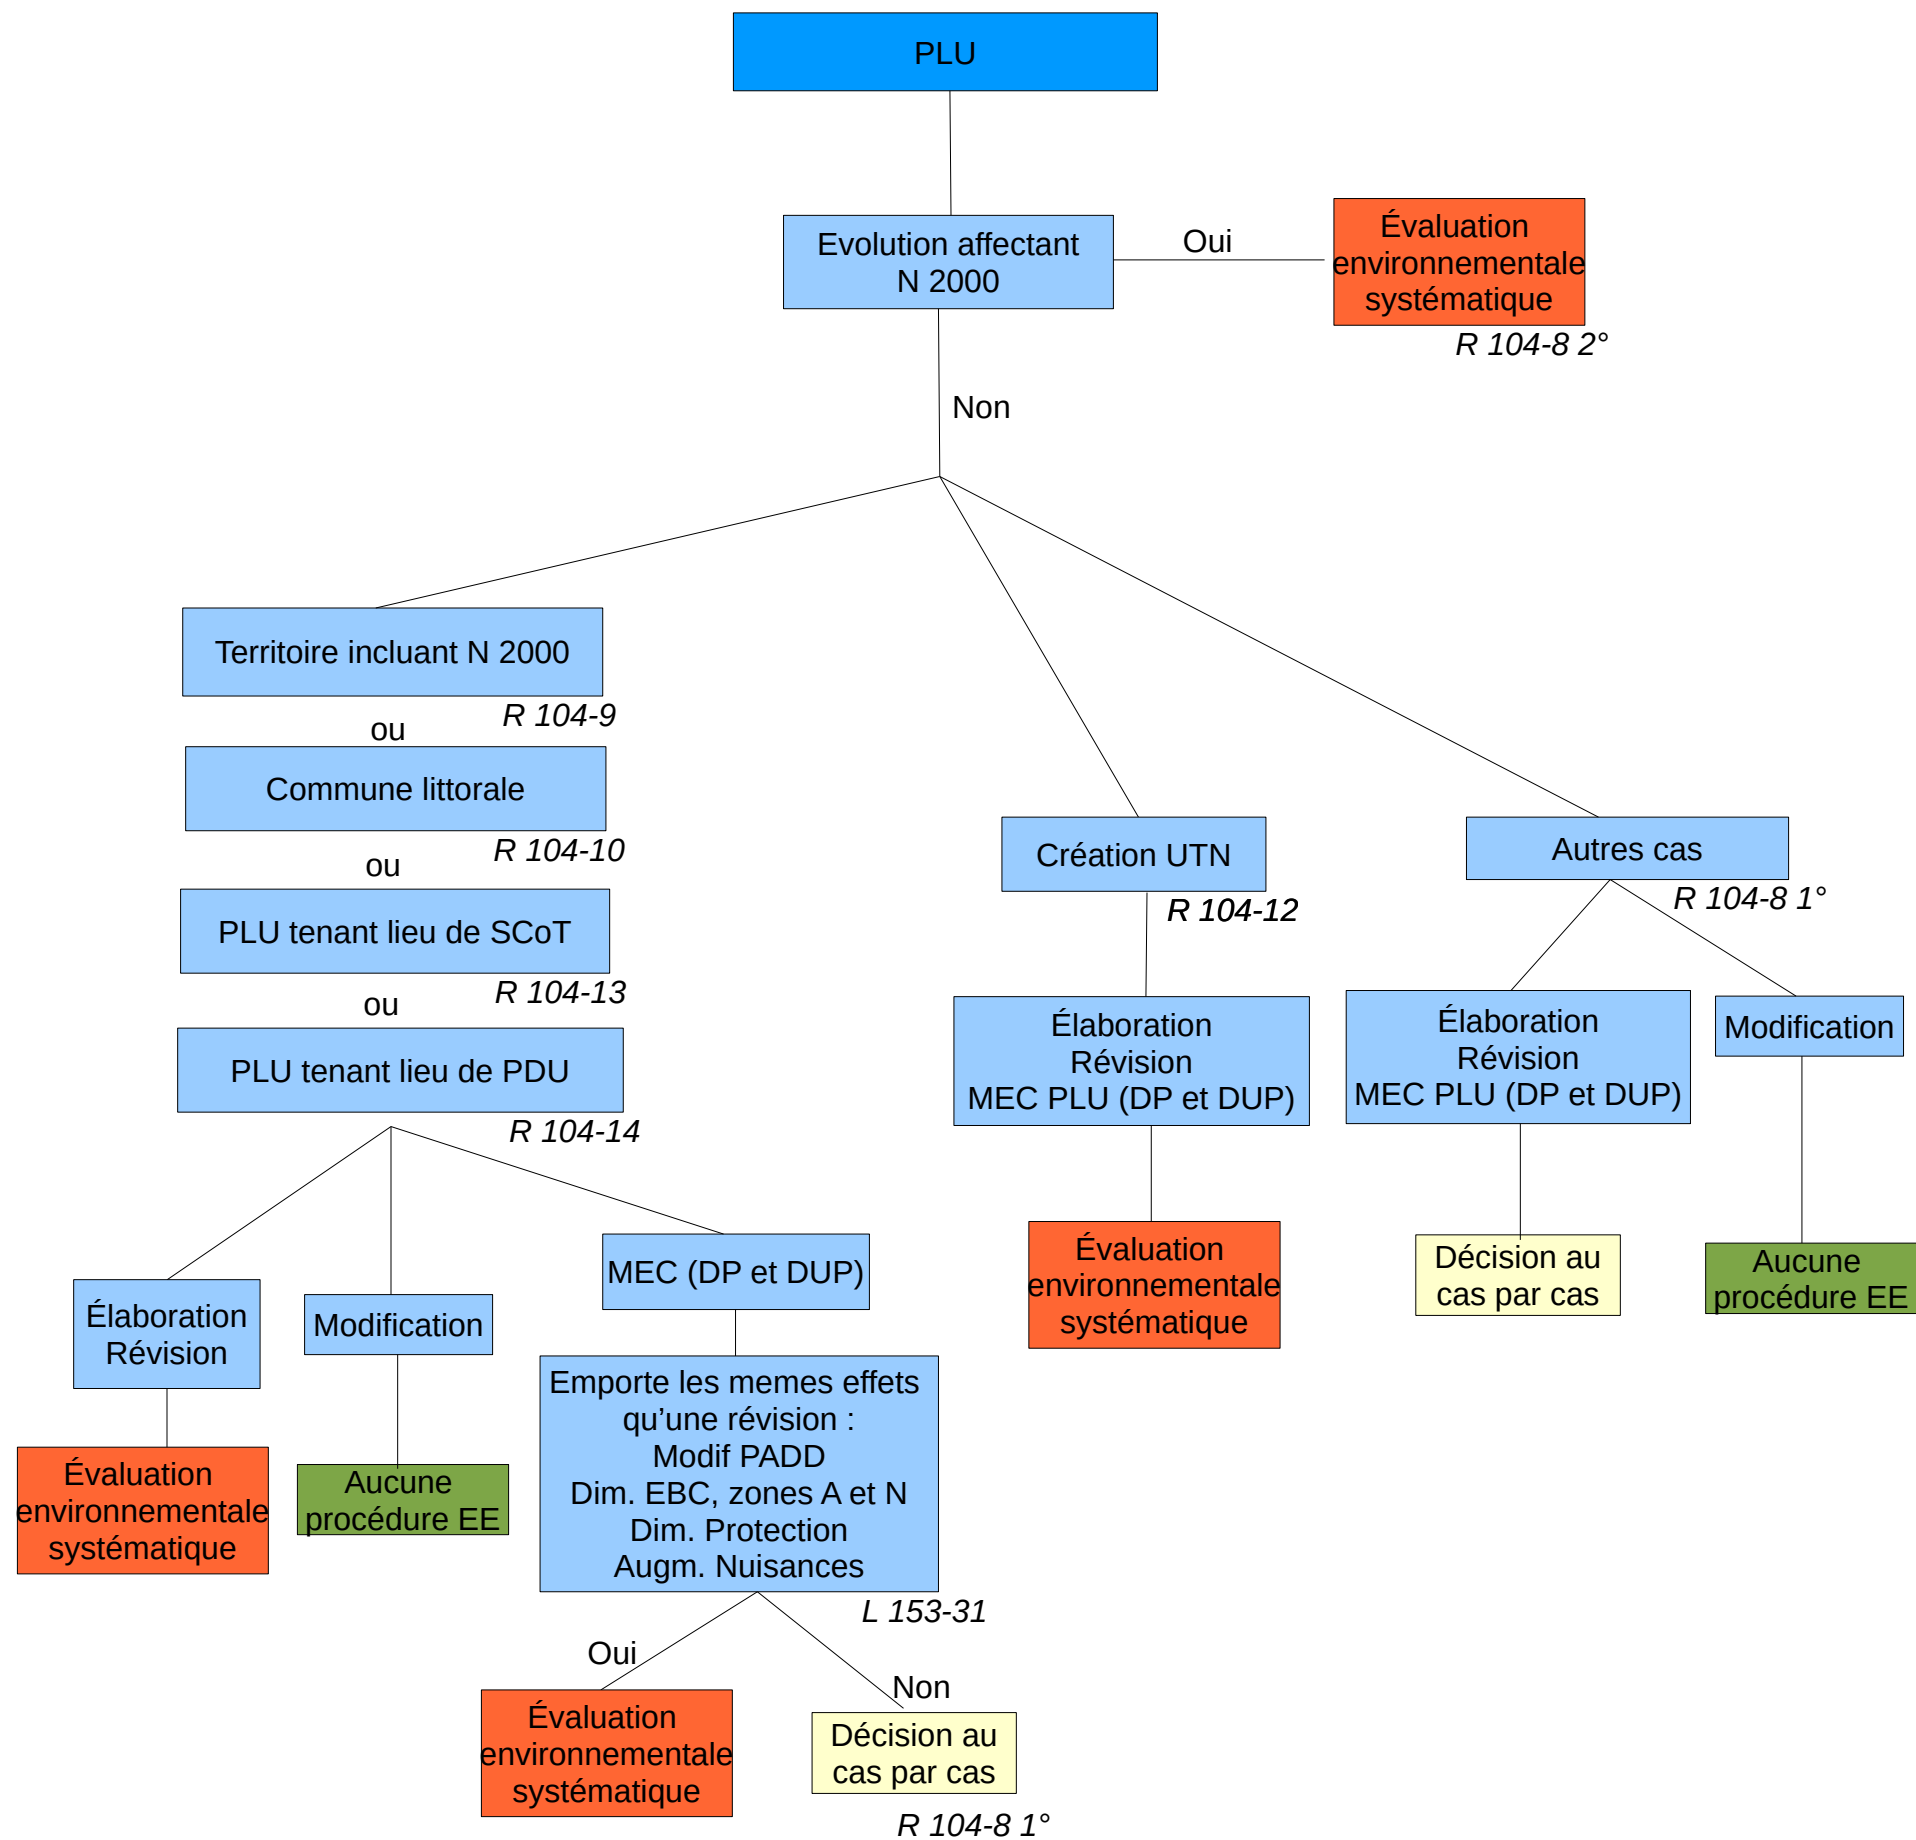 PLU
Evolution affectant
N 2000
Oui
Évaluation
environnementale
systématique
R 104-8 2°
Non
Territoire incluant N 2000
R 104-9
ou
Commune littorale
R 104-10
ou
PLU tenant lieu de SCoT
R 104-13
ou
PLU tenant lieu de PDU
R 104-14
Élaboration
Révision
Évaluation
environnementale
systématique
Modification
Aucune
procédure EE
MEC (DP et DUP)
Emporte les memes effets
qu’une révision :
Modif PADD
Dim. EBC, zones A et N
Dim. Protection
Augm. Nuisances
L 153-31
Oui
Évaluation
environnementale
systématique
Non
Décision au
cas par cas
R 104-8 1°
Création UTN
R 104-12
Élaboration
Révision
MEC PLU (DP et DUP)
Évaluation
environnementale
systématique
Autres cas
R 104-8 1°
Élaboration
Révision
MEC PLU (DP et DUP)
Décision au
cas par cas
Modification
Aucune
procédure EE